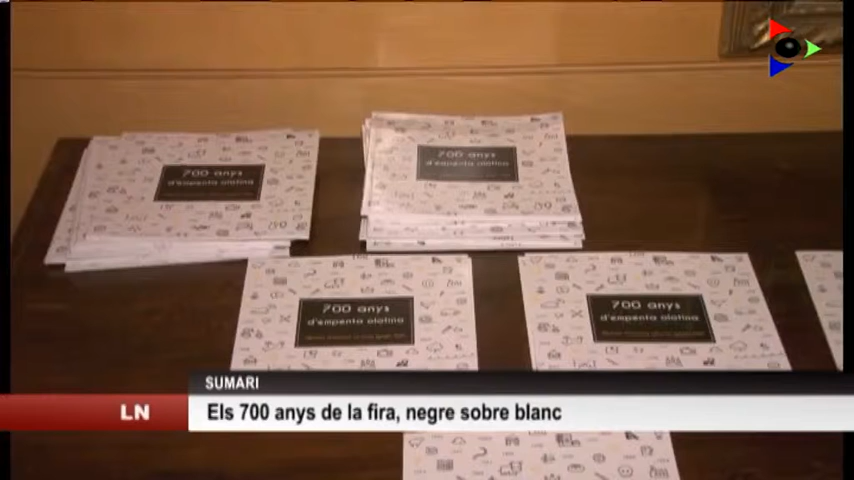 700 anys
d'empenta olotina
700 anys
d'empenta olotina
700 anys
d'empenta olotina
700 anys
d'empenta olotina
SUMARI
LN
Els 700 anys de la fira, negre sobre blanc